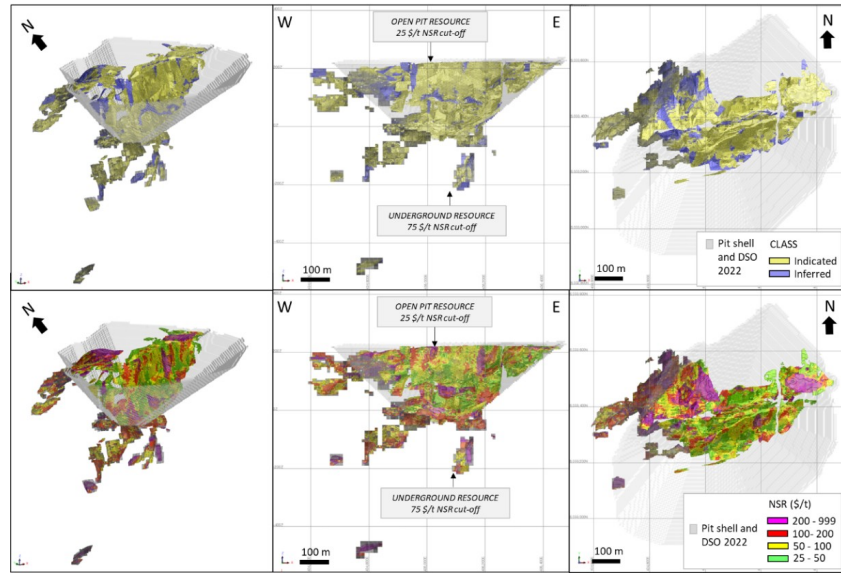 N
W
E
N
OPEN PIT RESOURCE
25 $/t NSR cut-off
UNDERGROUND RESOURCE
75 $/t NSR cut-off
100 m
100 m
100 m
Pit shell
and DSO
2022
CLASS
Indicated
Inferred
N
W
E
N
OPEN PIT RESOURCE
25 $/t NSR cut-off
UNDERGROUND RESOURCE
75 $/t NSR cut-off
100 m
100 m
100 m
Pit shell and
DSO 2022
NSR ($/t)
200 - 999
100- 200
50 - 100
25 - 50